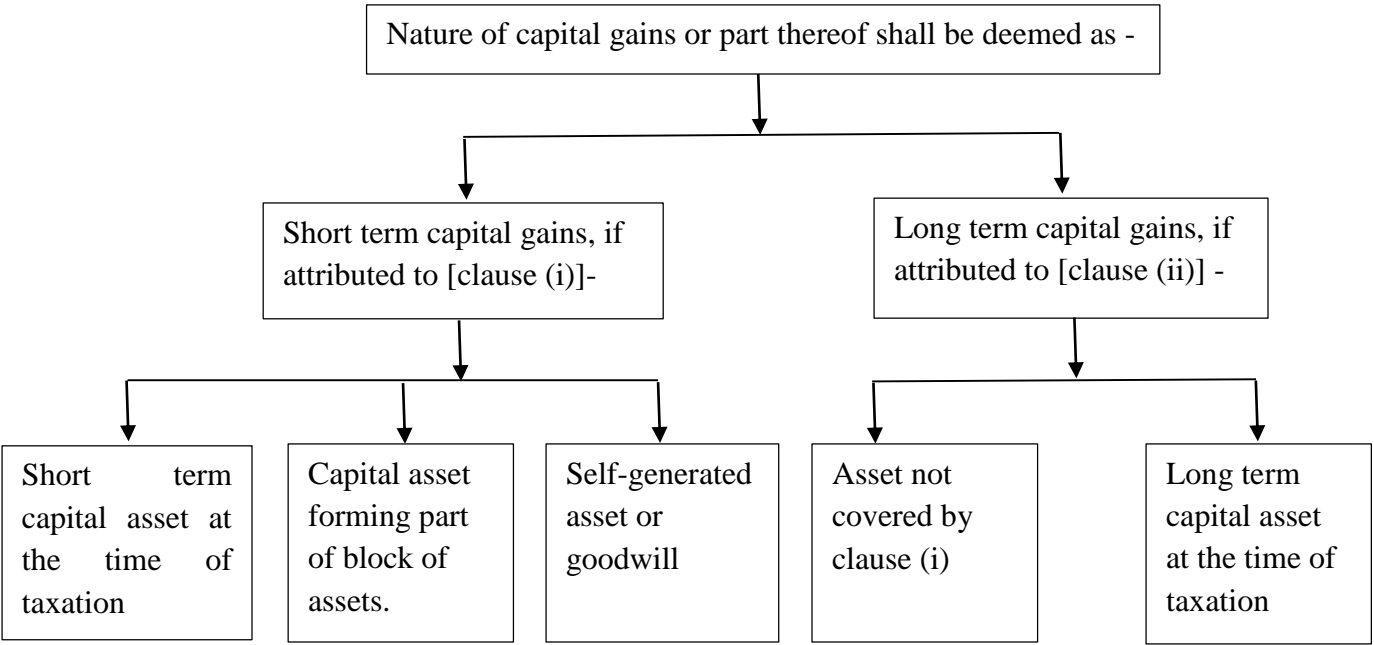 Nature of capital gains or part thereof shall be deemed as -
Short term capital gains, if
attributed to [clause (i)]-
Long term capital gains, if
attributed to [clause (ii)] -
Short term
capital asset at
the time of
taxation
Capital asset
forming part
of block of
assets.
Self-generated
asset or
goodwill
Asset not
covered by
clause (i)
Long term
capital asset
at the time of
taxation